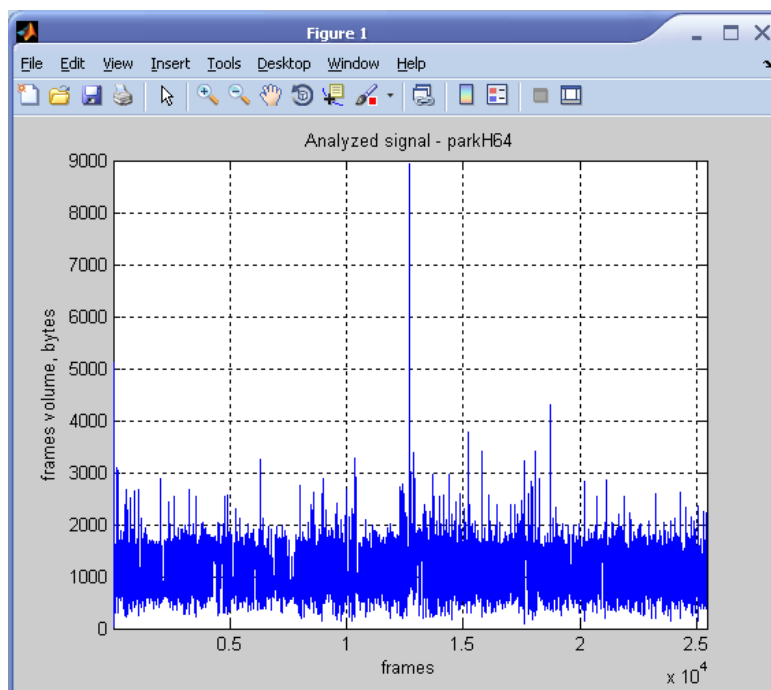 Figure 1
File Edit View Insert Tools Desktop Window Help
Analyzed signal - parkH64
9000
8000
7000
6000
5000
4000
3000
2000
1000
0
frames volume, bytes
0.5 1 1.5 2 2.5
frames
x 10^4